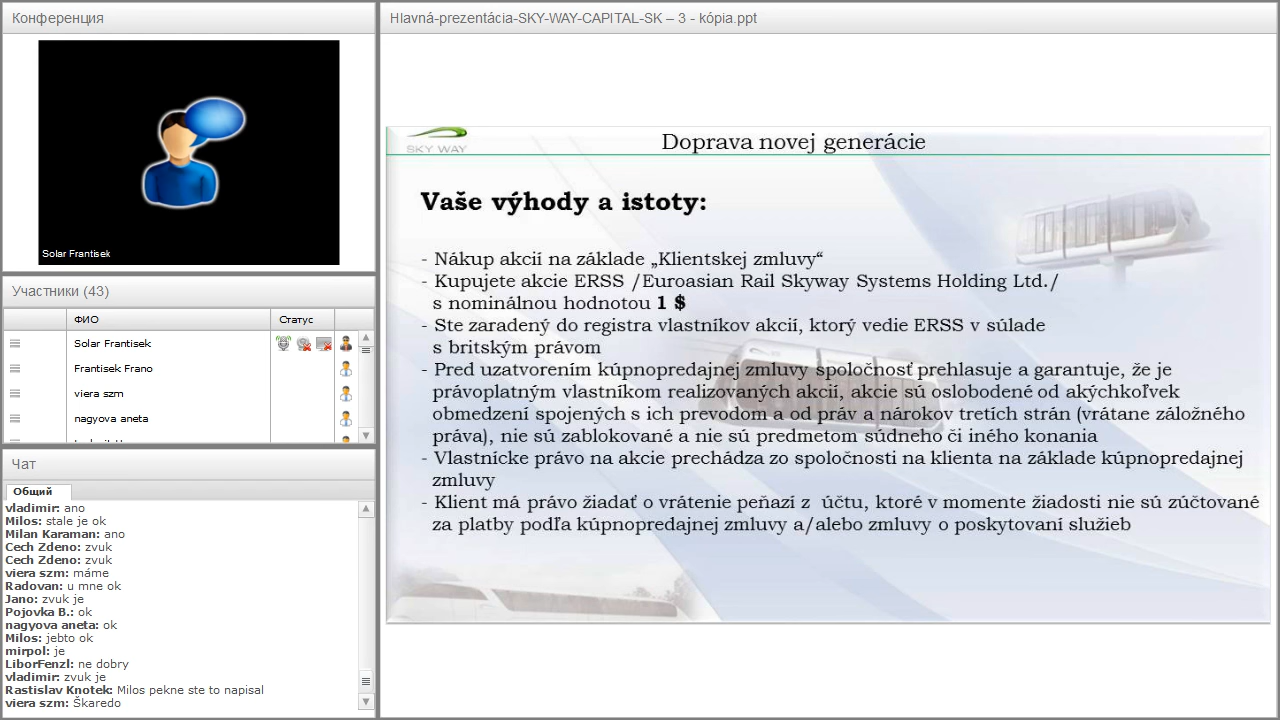 Конференция
Solar Frantisek
Участники (43)
ФИО
Статус
Solar Frantisek
Frantisek Frano
viera szm
nagyova aneta
Чат
Общий
vladimir: ano
Milos: stale je ok
Milan Karaman: ano
Cech Zdeno: zvuk
Cech Zdeno: zvuk
viera szm: máme
Radovan: u mne ok
Jano: zvuk je
Pojovka B.: ok
nagyova aneta: ok
Milos: jebto ok
mirpol: je
LiborFenzl: ne dobry
vladimir: zvuk je
Rastislav Knotek: Milos pekne ste to napisal
viera szm: Škaredo
Hlavná-prezentácia-SKY-WAY-CAPITAL-SK – 3 - kópia.ppt
SKY WAY
Doprava novej generácie
Vaše výhody a istoty:
- Nákup akcií na základe „Klientskej zmluvy“
- Kupujete akcie ERSS /Euroasian Rail Skyway Systems Holding Ltd./
s nominálnou hodnotou 1 $
- Ste zaradený do registra vlastníkov akcií, ktorý vedie ERSS v súlade
s britským právom
- Pred uzatvorením kúpnopredajnej zmluvy spoločnosť prehlasuje a garantuje, že je
právoplatným vlastníkom realizovaných akcií, akcie sú oslobodené od akýchkoľvek
obmedzení spojených s ich prevodom a od práv a nárokov tretích strán (vrátane záložného
práva), nie sú zablokované a nie sú predmetom súdneho či iného konania
- Vlastnícke právo na akcie prechádza zo spoločnosti na klienta na základe kúpnopredajnej
zmluvy
- Klient má právo žiadať o vrátenie peňazí z účtu, ktoré v momente žiadosti nie sú zúčtované
za platby podľa kúpnopredajnej zmluvy a/alebo zmluvy o poskytovaní služieb